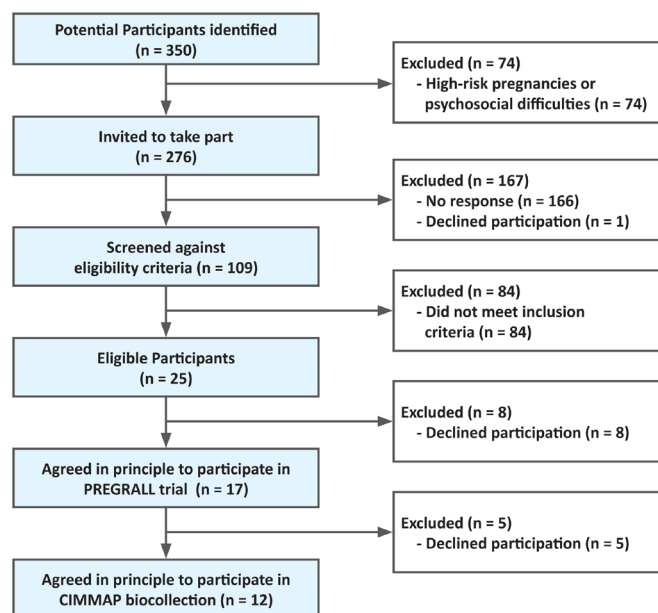 Potential Participants identified
(n = 350)
Excluded (n = 74)
- High-risk pregnancies or
psychosocial difficulties (n = 74)
Invited to take part
(n = 276)
Excluded (n = 167)
- No response (n = 166)
- Declined participation (n = 1)
Screened against
eligibility criteria (n = 109)
Excluded (n = 84)
- Did not meet inclusion
criteria (n = 84)
Eligible Participants
(n = 25)
Excluded (n = 8)
- Declined participation (n = 8)
Agreed in principle to participate in
PREGRALL trial (n = 17)
Excluded (n = 5)
- Declined participation (n = 5)
Agreed in principle to participate in
CIMMAP biocollection (n = 12)